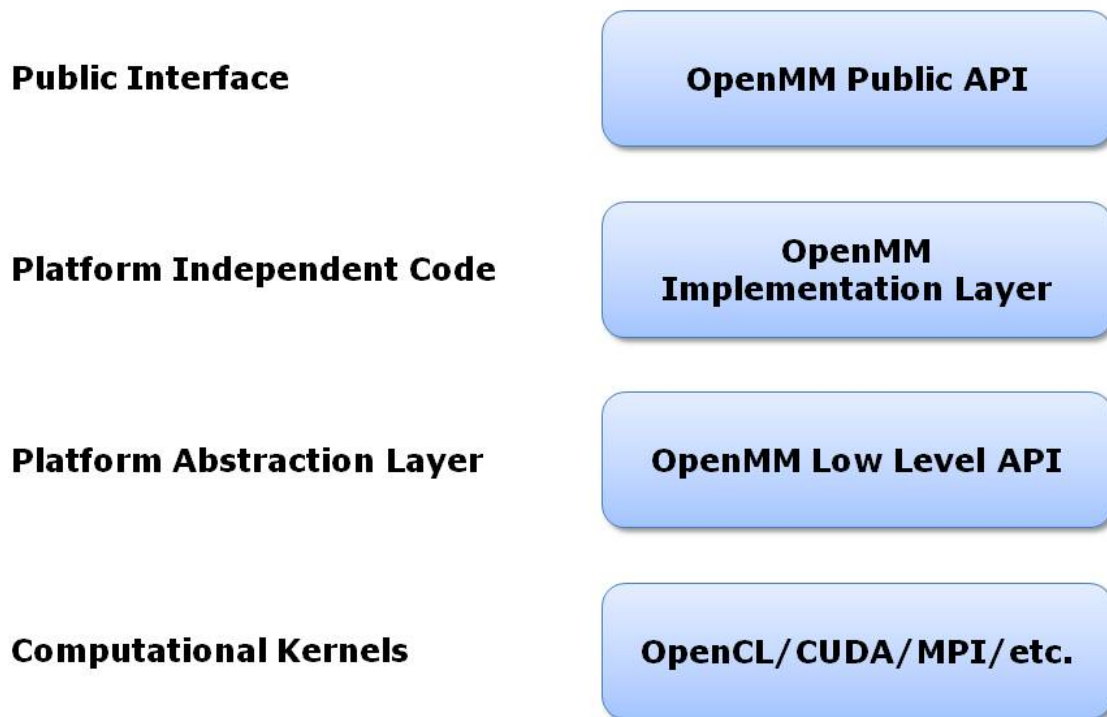 Public Interface
OpenMM Public API
Platform Independent Code
OpenMM
Implementation Layer
Platform Abstraction Layer
OpenMM Low Level API
Computational Kernels
OpenCL/CUDA/MPI/etc.